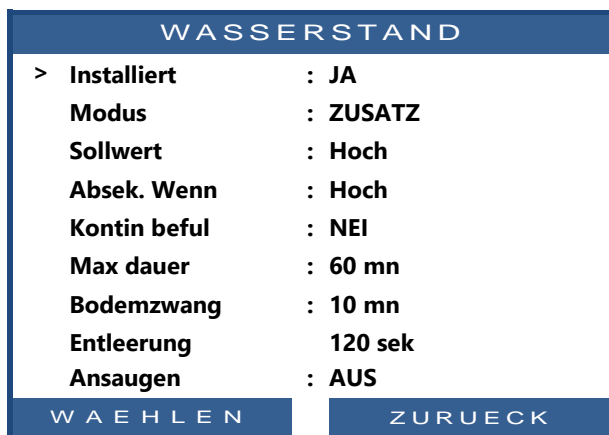 WASSERSTAND
> Installiert : JA
Modus : ZUSATZ
Sollwert : Hoch
Absek. Wenn : Hoch
Kontin beful : NEI
Max dauer : 60 mn
Bodemzwang : 10 mn
Entleerung 120 sek
Ansaugen : AUS
WAEHLEN ZURUECK